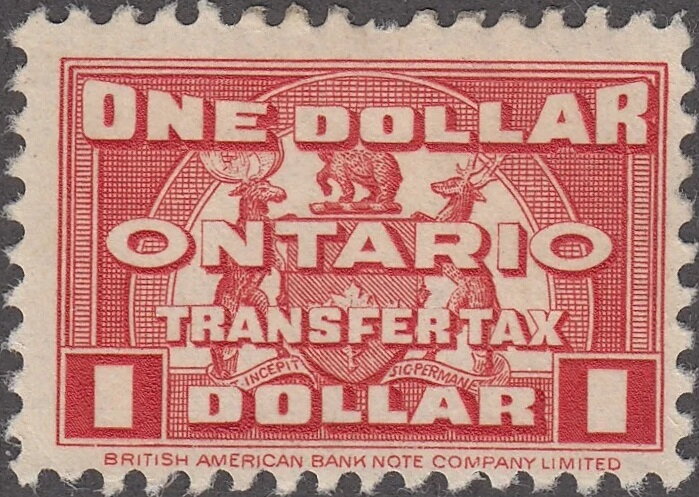 ONE DOLLAR
ONTARIO
TRANSFER TAX
INCEPIT SIC PERMANET
1 DOLLAR 1
BRITISH AMERICAN BANK NOTE COMPANY LIMITED